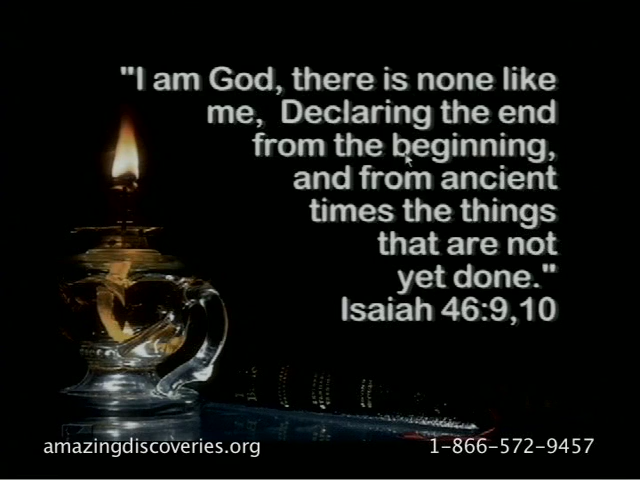 "I am God, there is none like
me,  Declaring the end
from the beginning,
and from ancient
times the things
that are not
yet done."
Isaiah 46:9,10
amazingdiscoveries.org
1-866-572-9457